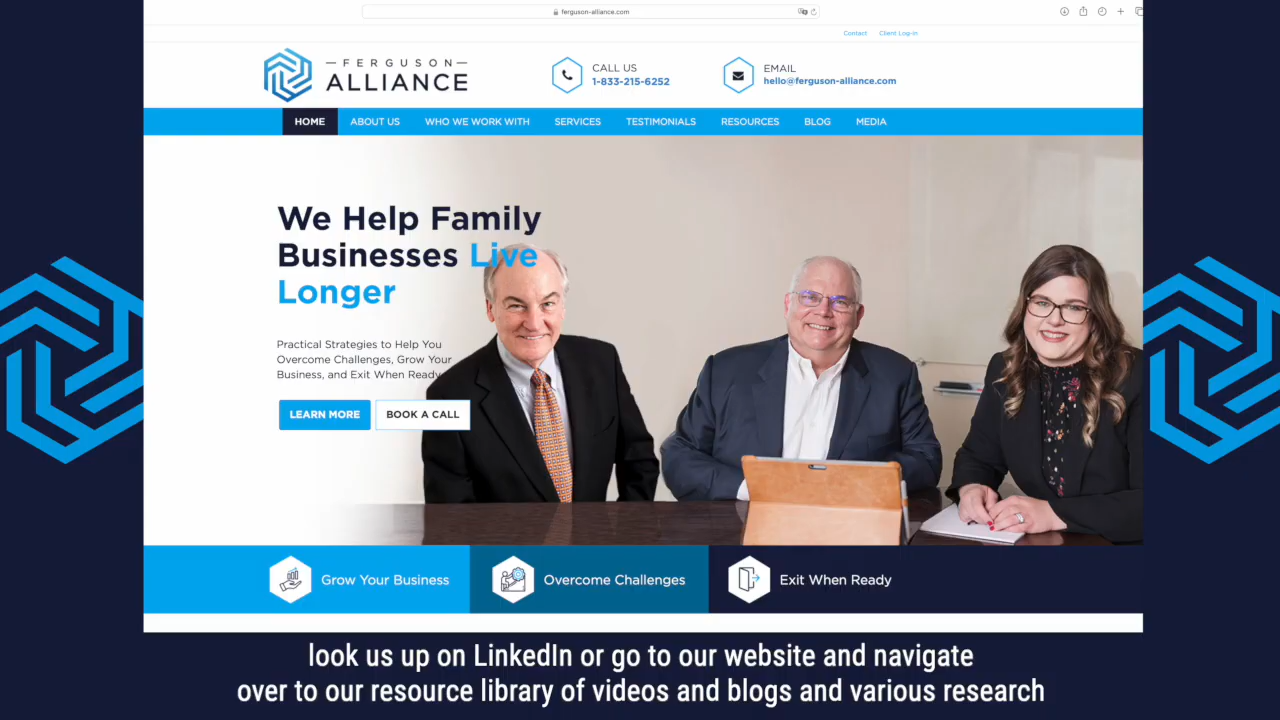 ferguson-alliance.com
Contact Client Log-in
FERGUSON
ALLIANCE
CALL US
1-833-215-6252
EMAIL
hello@ferguson-alliance.com
HOME ABOUT US WHO WE WORK WITH SERVICES TESTIMONIALS RESOURCES BLOG MEDIA
We Help Family
Businesses Live
Longer
Practical Strategies to Help You
Overcome Challenges, Grow Your
Business, and Exit When Ready
LEARN MORE BOOK A CALL
Grow Your Business Overcome Challenges Exit When Ready
look us up on LinkedIn or go to our website and navigate
over to our resource library of videos and blogs and various research